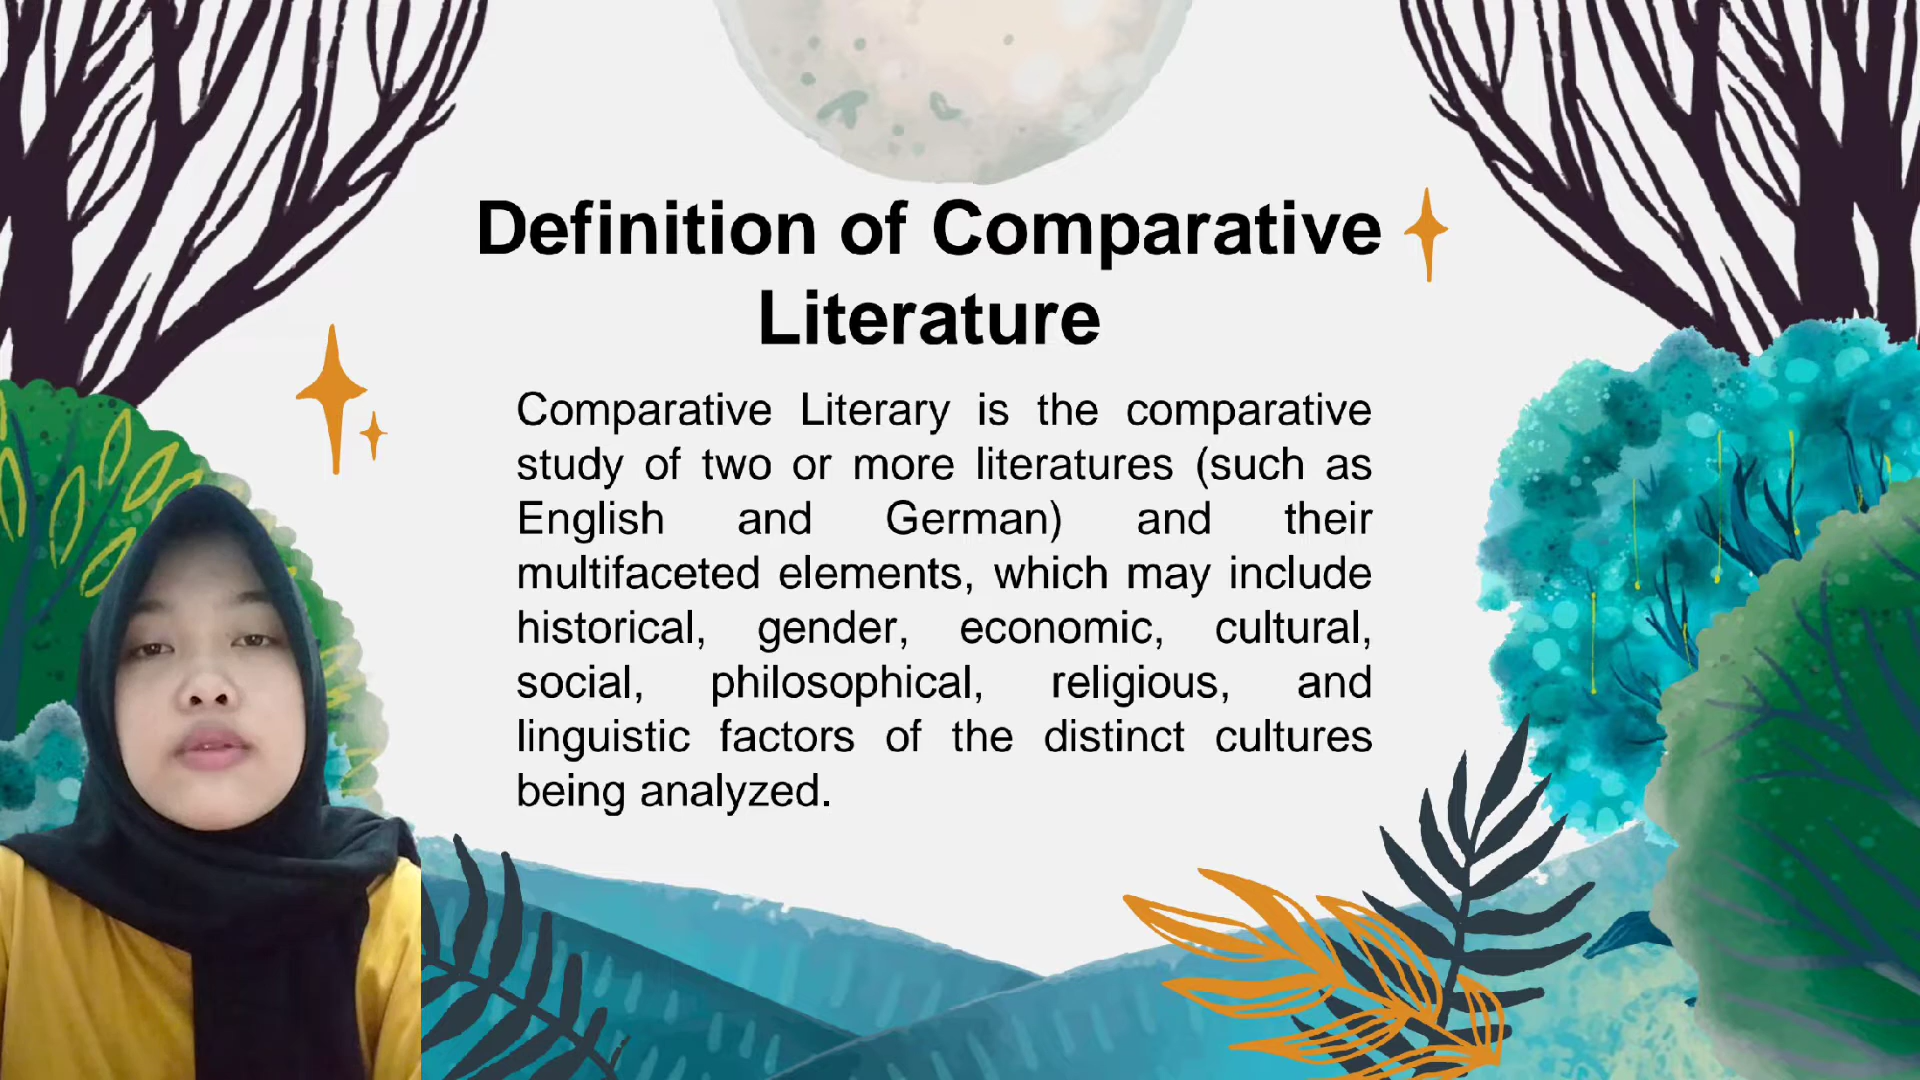 Definition of Comparative
Literature
Comparative Literary is the comparative
study of two or more literatures (such as
English and German) and their
multifaceted elements, which may include
historical, gender, economic, cultural,
social, philosophical, religious, and
linguistic factors of the distinct cultures
being analyzed.